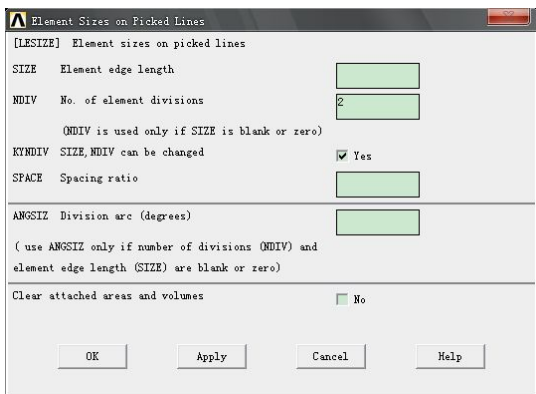 Element Sizes on Picked Lines
[LESIZE] Element sizes on picked lines
SIZE Element edge length
NDIV No. of element divisions 2
(NDIV is used only if SIZE is blank or zero)
KYNDIV SIZE,NDIV can be changed Yes
SPACE Spacing ratio
ANGSIZ Division arc (degrees)
( use ANGSIZ only if number of divisions (NDIV) and
element edge length (SIZE) are blank or zero)
Clear attached areas and volumes No
OK Apply Cancel Help